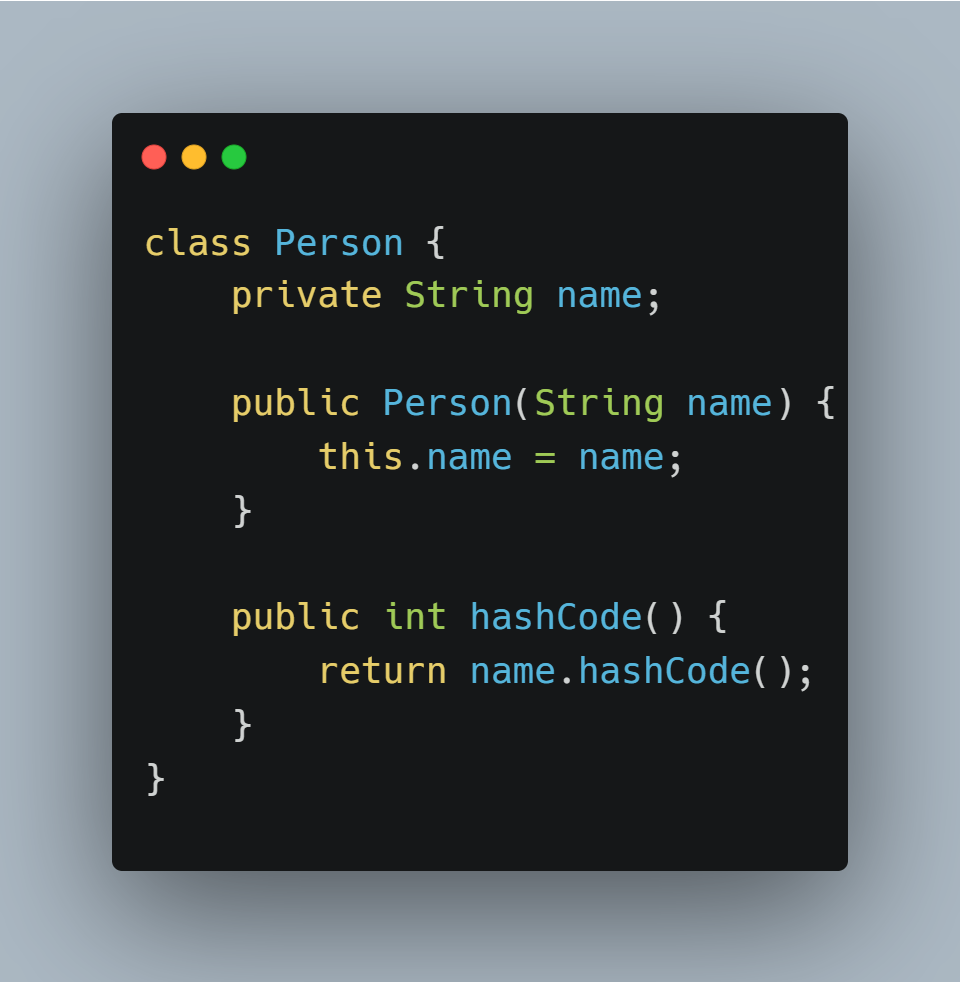 class Person {
    private String name;

    public Person(String name) {
        this.name = name;
    }

    public int hashCode() {
        return name.hashCode();
    }
}